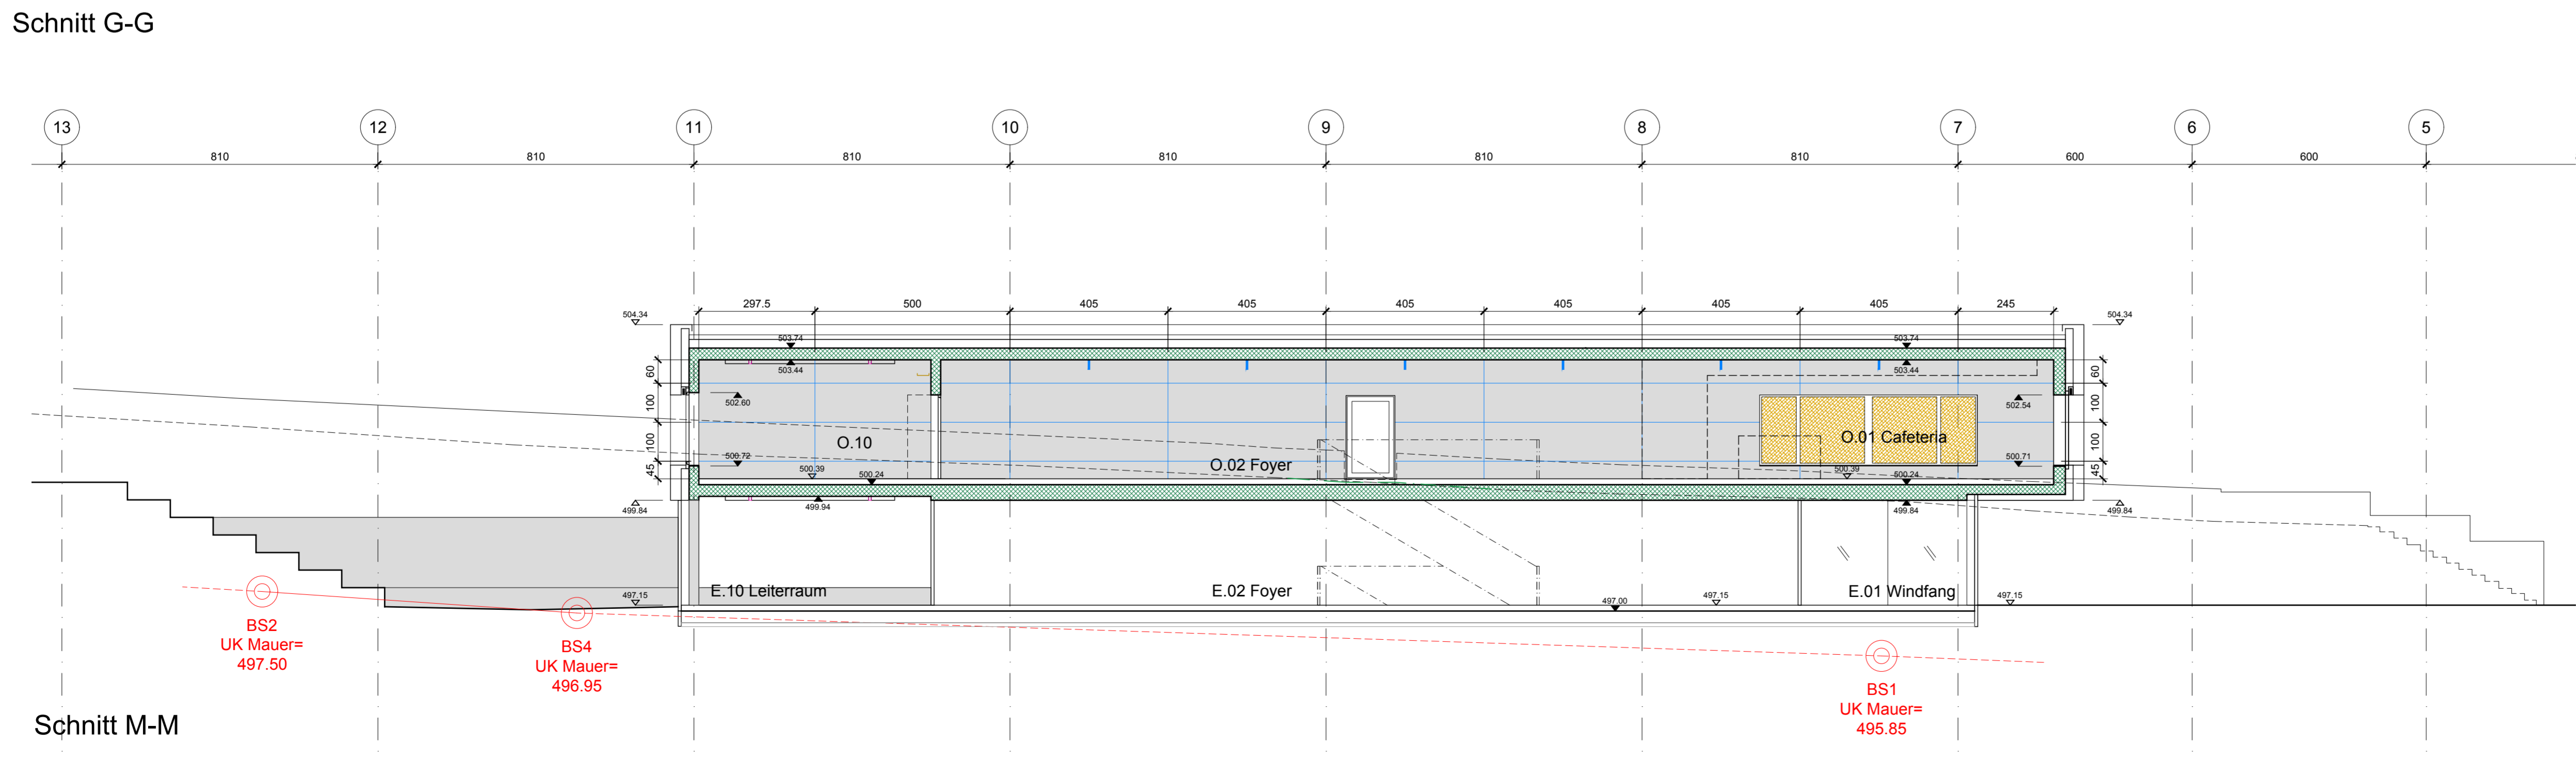 Schnitt G-G
13 12 11 10 9 8 7 6 5
810 810 810 810 810 810 600 600
297.5 500 405 405 405 405 405 405 245
504.34 504.34
503.74 503.74
503.44 503.44
60 60
100 100
502.60 502.54
100 100
O.10 O.01 Cafeteria
O.02 Foyer
500.72 500.71
45 45
500.39 500.24 500.39 500.24
499.84 499.94 499.84 499.84
E.10 Leiterraum E.02 Foyer E.01 Windfang
497.15 497.00 497.15 497.15
BS2
UK Mauer=
497.50
BS4
UK Mauer=
496.95
BS1
UK Mauer=
495.85
Schnitt M-M